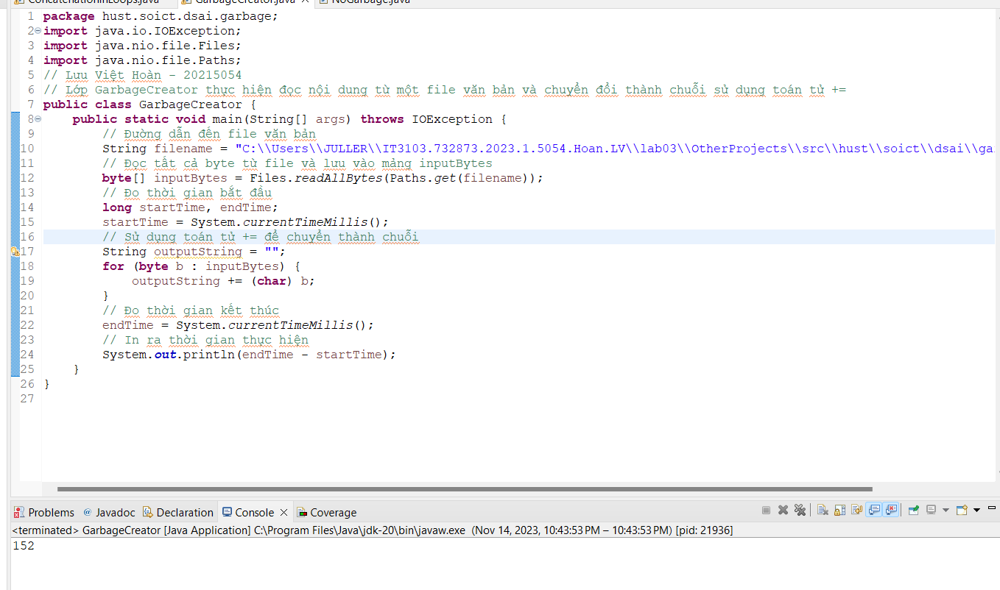 ConcatenationInLoops.java GarbageCreator.java NoGarbage.java
1 package hust.soict.dsai.garbage;
2 import java.io.IOException;
3 import java.nio.file.Files;
4 import java.nio.file.Paths;
5 // Lưu Việt Hoàn - 20215054
6 // Lớp GarbageCreator thực hiện đọc nội dung từ một file văn bản và chuyển đổi thành chuỗi sử dụng toán tử +=
7 public class GarbageCreator {
8 public static void main(String[] args) throws IOException {
9 // Đường dẫn đến file văn bản
10 String filename = "C:\\Users\\JULLER\\IT3103.732873.2023.1.5054.Hoan.LV\\lab03\\OtherProjects\\src\\hust\\soict\\dsai\\ga
11 // Đọc tất cả byte từ file và lưu vào mảng inputBytes
12 byte[] inputBytes = Files.readAllBytes(Paths.get(filename));
13 // Đo thời gian bắt đầu
14 long startTime, endTime;
15 startTime = System.currentTimeMillis();
16 // Sử dụng toán tử += để chuyển thành chuỗi
17 String outputString = "";
18 for (byte b : inputBytes) {
19 outputString += (char) b;
20 }
21 // Đo thời gian kết thúc
22 endTime = System.currentTimeMillis();
23 // In ra thời gian thực hiện
24 System.out.println(endTime - startTime);
25 }
26 }
27
Problems @ Javadoc Declaration Console Coverage
<terminated> GarbageCreator [Java Application] C:\Program Files\Java\jdk-20\bin\javaw.exe (Nov 14, 2023, 10:43:53 PM – 10:43:53 PM) [pid: 21936]
152